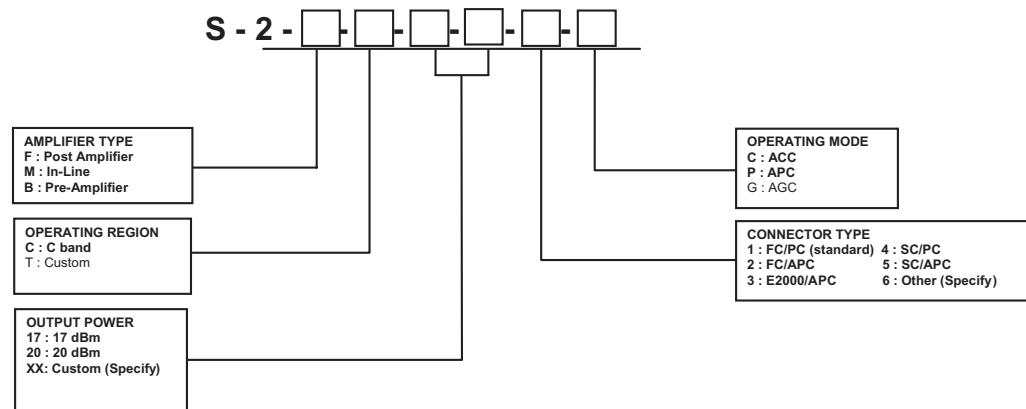 S - 2 - - - - - -
AMPLIFIER TYPE
F : Post Amplifier
M : In-Line
B : Pre-Amplifier
OPERATING REGION
C : C band
T : Custom
OUTPUT POWER
17 : 17 dBm
20 : 20 dBm
XX: Custom (Specify)
OPERATING MODE
C : ACC
P : APC
G : AGC
CONNECTOR TYPE
1 : FC/PC (standard) 4 : SC/PC
2 : FC/APC 5 : SC/APC
3 : E2000/APC 6 : Other (Specify)